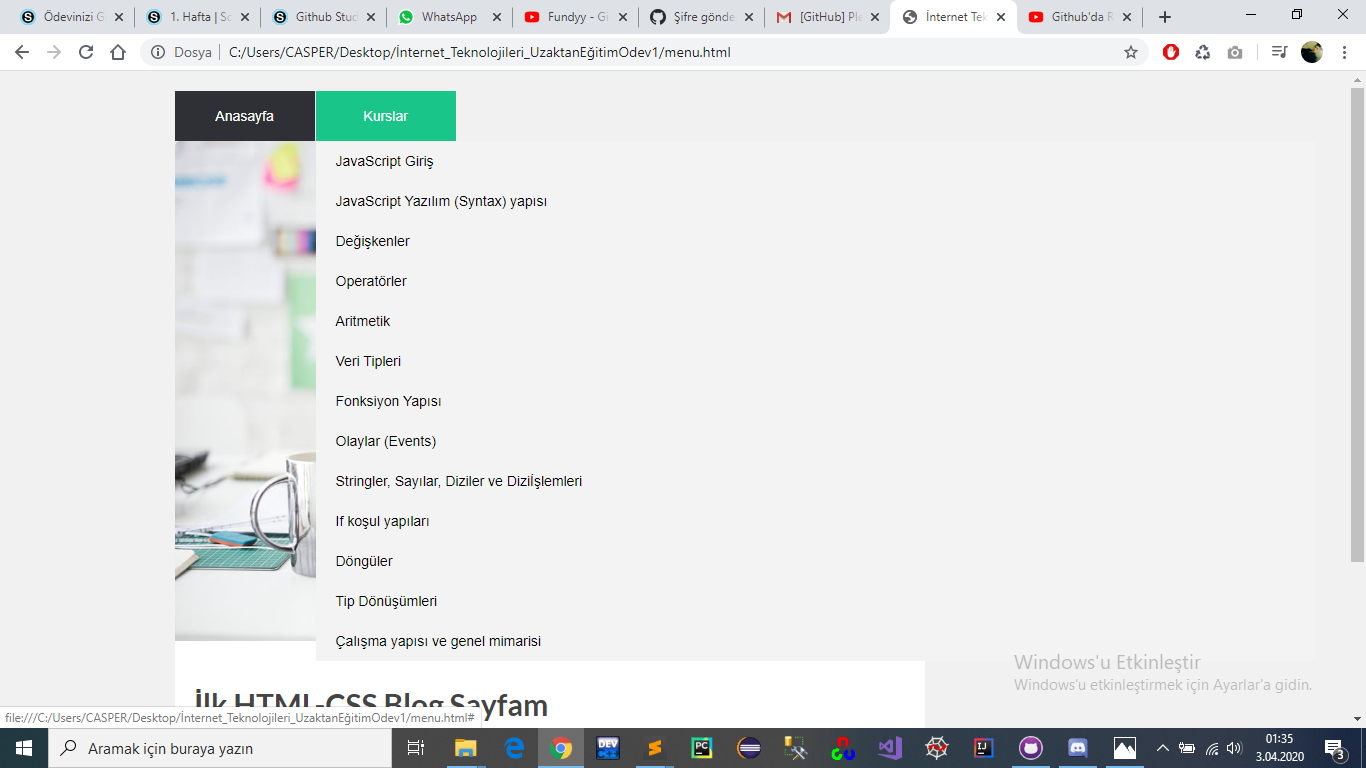 Ödevinizi G
1. Hafta | Sc
Github Stud
WhatsApp
Fundyy - Gi
Şifre gönde
[GitHub] Ple
İnternet Tek
Github'da R
Dosya
C:/Users/CASPER/Desktop/İnternet_Teknolojileri_UzaktanEğitimOdev1/menu.html
Anasayfa
Kurslar
JavaScript Giriş
JavaScript Yazılım (Syntax) yapısı
Değişkenler
Operatörler
Aritmetik
Veri Tipleri
Fonksiyon Yapısı
Olaylar (Events)
Stringler, Sayılar, Diziler ve Diziİşlemleri
If koşul yapıları
Döngüler
Tip Dönüşümleri
Çalışma yapısı ve genel mimarisi
Windows'u Etkinleştir
Windows'u etkinleştirmek için Ayarlar'a gidin.
İlk HTML-CSS Blog Sayfam
file:///C:/Users/CASPER/Desktop/İnternet_Teknolojileri_UzaktanEğitimOdev1/menu.html#
Aramak için buraya yazın
DEV
PC
IJ
01:35
3.04.2020
3